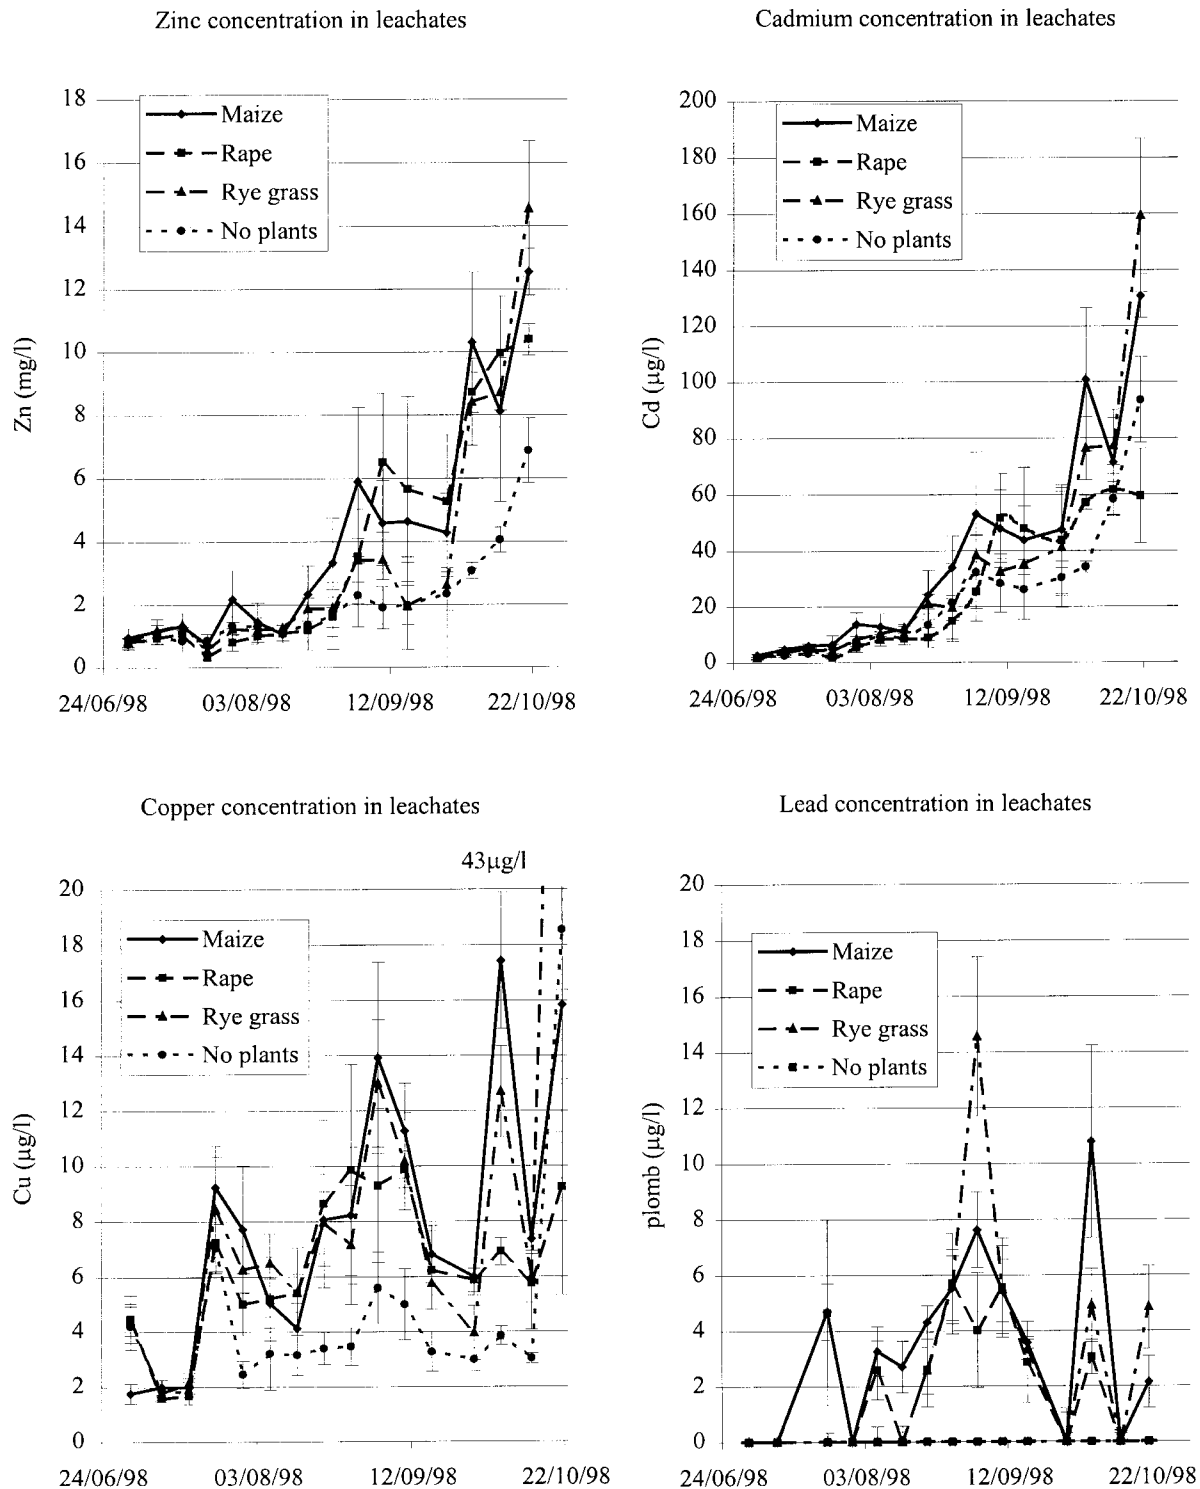 Zinc concentration in leachates
Zn (mg/l)
18
16
14
12
10
8
6
4
2
0
Maize
Rape
Rye grass
No plants
24/06/98 03/08/98 12/09/98 22/10/98
Cadmium concentration in leachates
Cd (µg/l)
200
180
160
140
120
100
80
60
40
20
0
Maize
Rape
Rye grass
No plants
24/06/98 03/08/98 12/09/98 22/10/98
Copper concentration in leachates
43µg/l
Cu (µg/l)
20
18
16
14
12
10
8
6
4
2
0
Maize
Rape
Rye grass
No plants
24/06/98 03/08/98 12/09/98 22/10/98
Lead concentration in leachates
plomb (µg/l)
20
18
16
14
12
10
8
6
4
2
0
Maize
Rape
Rye grass
No plants
24/06/98 03/08/98 12/09/98 22/10/98